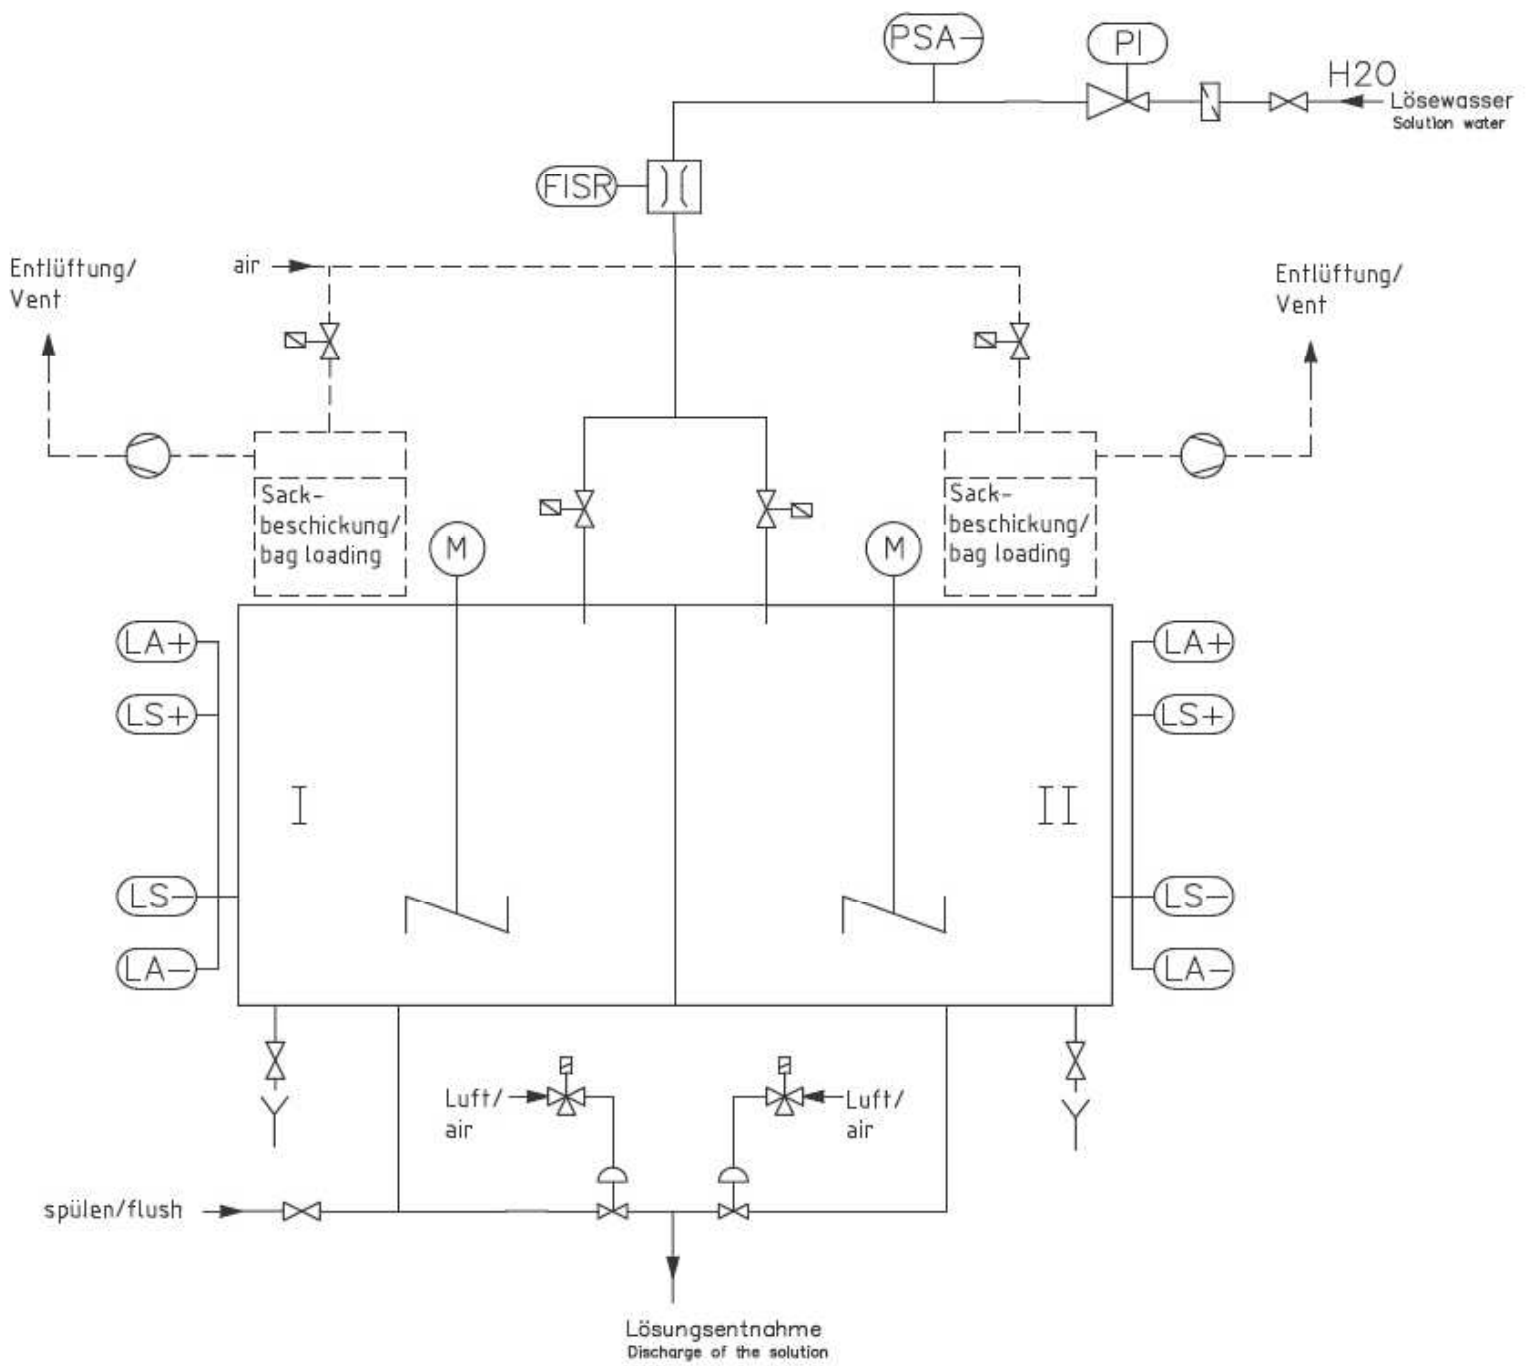 PSA-
PI
H2O
Lösewasser
Solution water
FISR
air
Entlüftung/
Vent
Entlüftung/
Vent
Sack-
beschickung/
bag loading
Sack-
beschickung/
bag loading
M
M
LA+
LA+
LS+
LS+
I
II
LS-
LS-
LA-
LA-
Luft/
air
Luft/
air
spülen/flush
Lösungsentnahme
Discharge of the solution